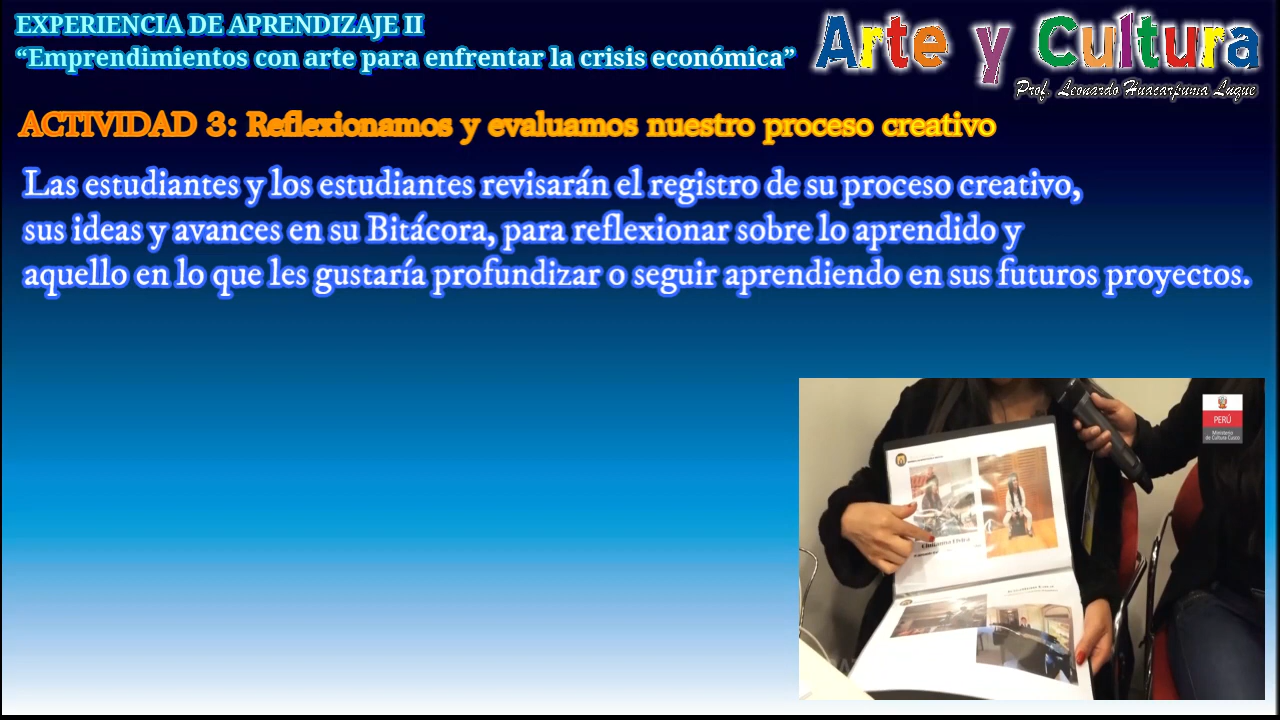 EXPERIENCIA DE APRENDIZAJE II
“Emprendimientos con arte para enfrentar la crisis económica”
Arte y Cultura
Prof. Leonardo Huacarpuma Luque
ACTIVIDAD 3: Reflexionamos y evaluamos nuestro proceso creativo
Las estudiantes y los estudiantes revisarán el registro de su proceso creativo,
sus ideas y avances en su Bitácora, para reflexionar sobre lo aprendido y
aquello en lo que les gustaría profundizar o seguir aprendiendo en sus futuros proyectos.
PERÚ
Ministerio
de Cultura Cusco